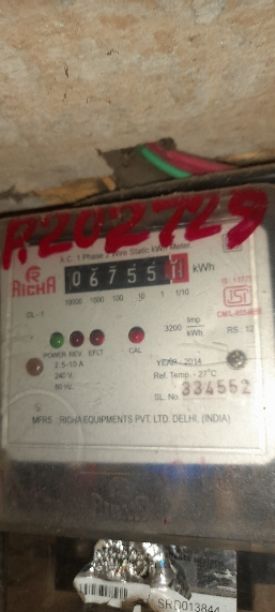 R202729
A.C. 1 Phase 2 Wire Static kWh Meter.
RICHA
06755 kWh
10000 1000 100 10 1 1/10
ISI
CL - 1
3200 Imp kWh
RS : 12
POWER REV. EFCT CAL
2.5-10 A
240 V.
50 Hz.
YEAR - 2014
Ref. Temp. - 27°C
SL. No. 334552
MFRS : RICHA EQUIPMENTS PVT. LTD. DELHI, (INDIA)
SRD013844